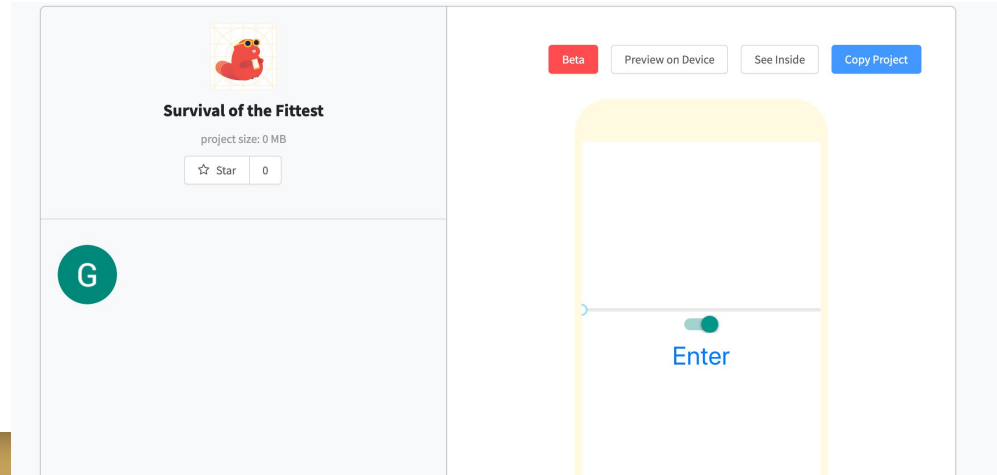 Survival of the Fittest
project size: 0 MB
Star 0
G
Beta Preview on Device See Inside Copy Project
Enter